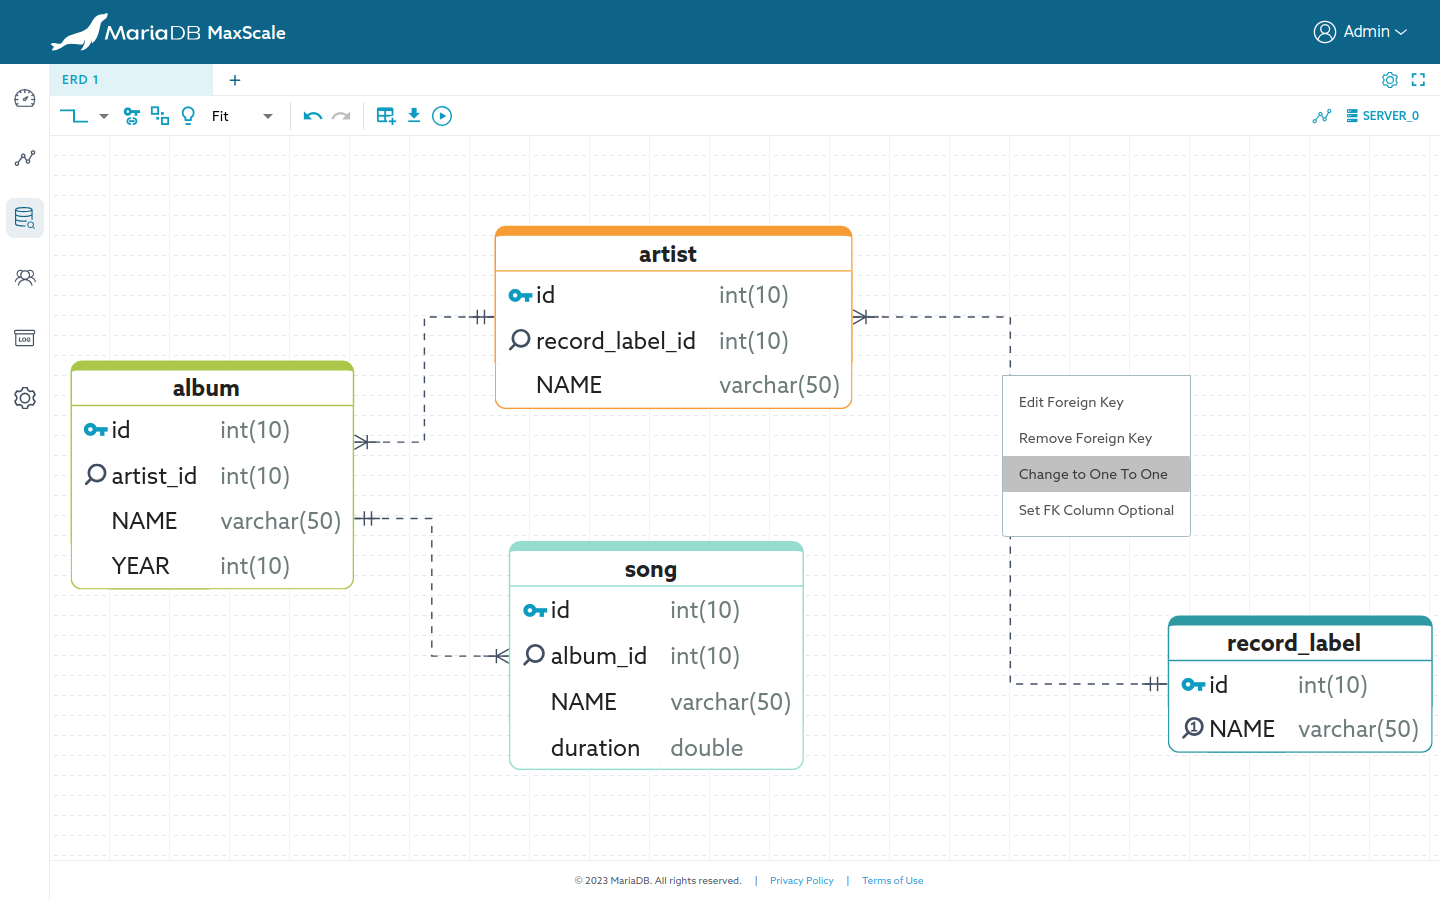 MariaDB MaxScale
Admin
ERD 1
Fit
SERVER_0
LOG
artist
id int(10)
record_label_id int(10)
NAME varchar(50)
album
id int(10)
artist_id int(10)
NAME varchar(50)
YEAR int(10)
Edit Foreign Key
Remove Foreign Key
Change to One To One
Set FK Column Optional
song
id int(10)
album_id int(10)
NAME varchar(50)
duration double
record_label
id int(10)
1 NAME varchar(50)
© 2023 MariaDB. All rights reserved. | Privacy Policy | Terms of Use